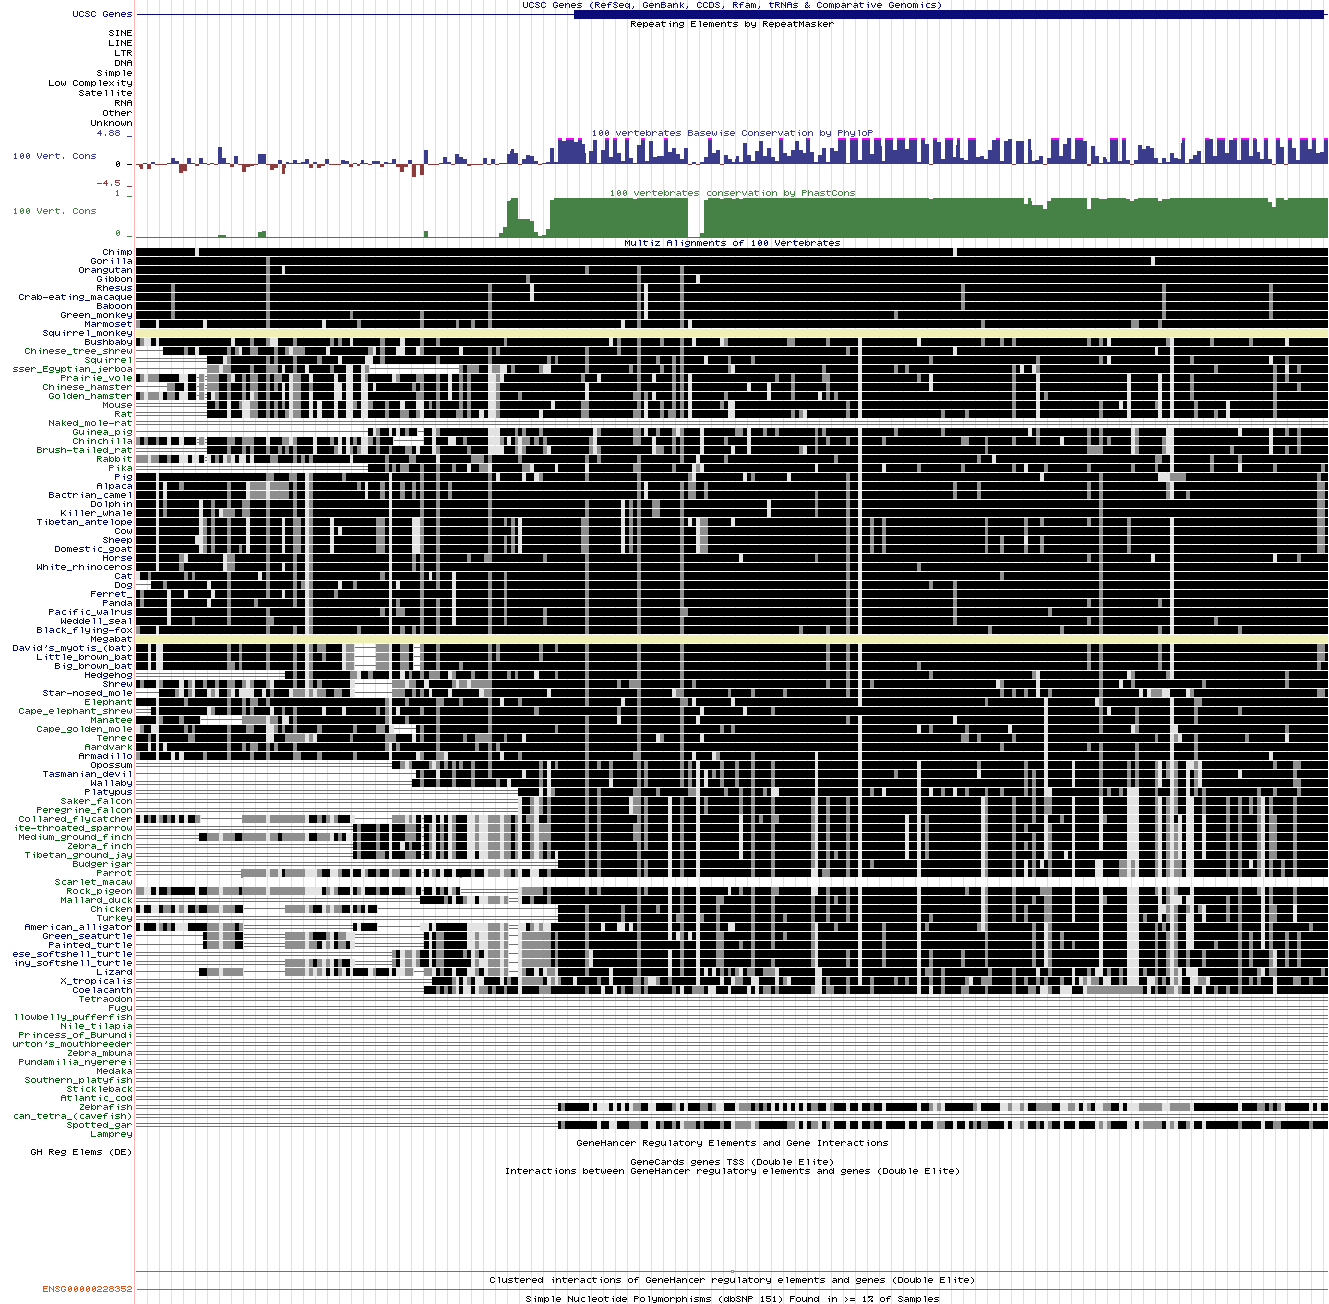 UCSC Genes (RefSeq, GenBank, CCDS, Rfam, tRNAs & Comparative Genomics)
UCSC Genes
Repeating Elements by RepeatMasker
SINE
LINE
LTR
DNA
Simple
Low Complexity
Satellite
RNA
Other
Unknown
100 vertebrates Basewise Conservation by PhyloP
4.88 _
100 Vert. Cons
0 -
-4.5 _
100 vertebrates conservation by PhastCons
1 _
100 Vert. Cons
0 _
Multiz Alignments of 100 Vertebrates
Chimp
Gorilla
Orangutan
Gibbon
Rhesus
Crab-eating_macaque
Baboon
Green_monkey
Marmoset
Squirrel_monkey
Bushbaby
Chinese_tree_shrew
Squirrel
sser_Egyptian_jerboa
Prairie_vole
Chinese_hamster
Golden_hamster
Mouse
Rat
Naked_mole-rat
Guinea_pig
Chinchilla
Brush-tailed_rat
Rabbit
Pika
Pig
Alpaca
Bactrian_camel
Dolphin
Killer_whale
Tibetan_antelope
Cow
Sheep
Domestic_goat
Horse
White_rhinoceros
Cat
Dog
Ferret_
Panda
Pacific_walrus
Weddell_seal
Black_flying-fox
Megabat
David's_myotis_(bat)
Little_brown_bat
Big_brown_bat
Hedgehog
Shrew
Star-nosed_mole
Elephant
Cape_elephant_shrew
Manatee
Cape_golden_mole
Tenrec
Aardvark
Armadillo
Opossum
Tasmanian_devil
Wallaby
Platypus
Saker_falcon
Peregrine_falcon
Collared_flycatcher
ite-throated_sparrow
Medium_ground_finch
Zebra_finch
Tibetan_ground_jay
Budgerigar
Parrot
Scarlet_macaw
Rock_pigeon
Mallard_duck
Chicken
Turkey
American_alligator
Green_seaturtle
Painted_turtle
ese_softshell_turtle
iny_softshell_turtle
Lizard
X_tropicalis
Coelacanth
Tetraodon
Fugu
llowbelly_pufferfish
Nile_tilapia
Princess_of_Burundi
urton's_mouthbreeder
Zebra_mbuna
Pundamilia_nyererei
Medaka
Southern_platyfish
Stickleback
Atlantic_cod
Zebrafish
can_tetra_(cavefish)
Spotted_gar
Lamprey
GeneHancer Regulatory Elements and Gene Interactions
GH Reg Elems (DE)
GeneCards genes TSS (Double Elite)
Interactions between GeneHancer regulatory elements and genes (Double Elite)
Clustered interactions of GeneHancer regulatory elements and genes (Double Elite)
ENSG00000228352
Simple Nucleotide Polymorphisms (dbSNP 151) Found in >= 1% of Samples